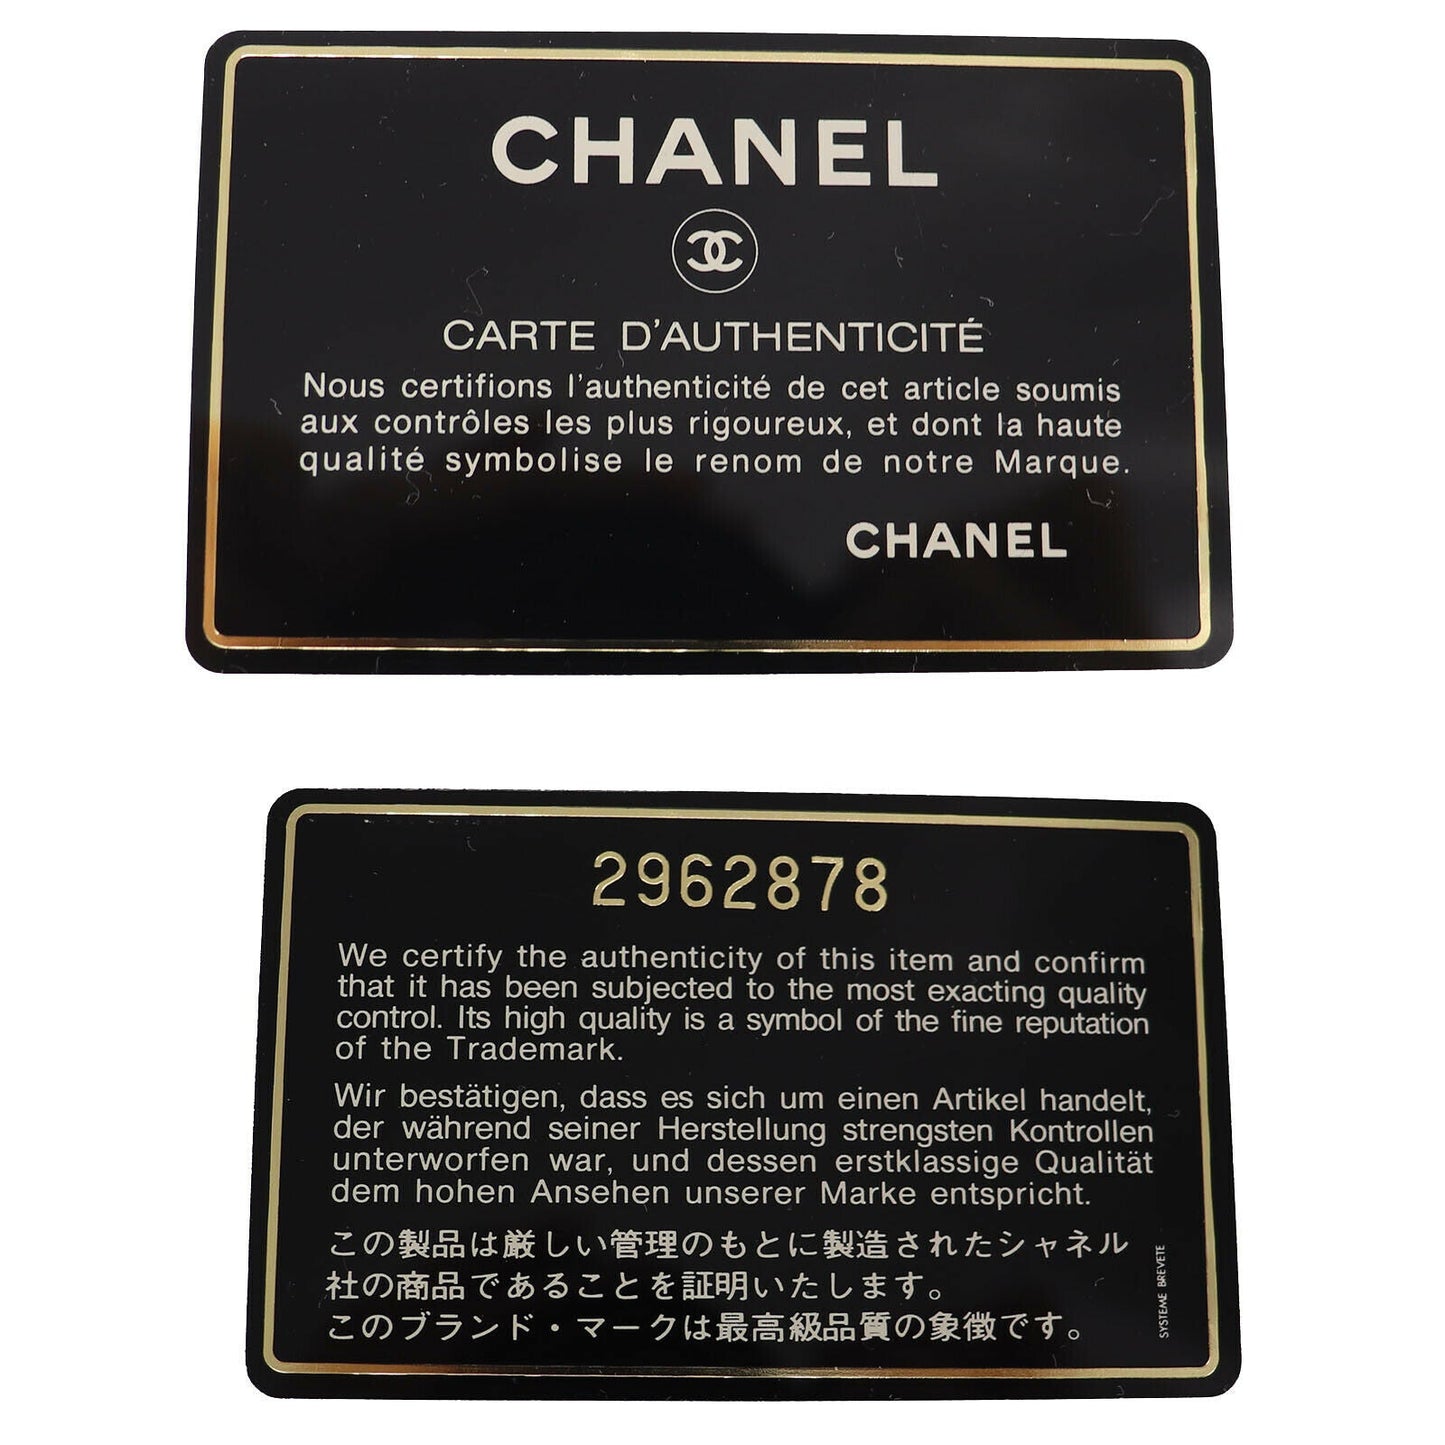 CHANEL
CARTE D'AUTHENTICITÉ
Nous certifions l'authenticité de cet article soumis
aux contrôles les plus rigoureux, et dont la haute
qualité symbolise le renom de notre Marque.
CHANEL
2962878
We certify the authenticity of this item and confirm
that it has been subjected to the most exacting quality
control. Its high quality is a symbol of the fine reputation
of the Trademark.
Wir bestätigen, dass es sich um einen Artikel handelt,
der während seiner Herstellung strengsten Kontrollen
unterworfen war, und dessen erstklassige Qualität
dem hohen Ansehen unserer Marke entspricht.
この製品は厳しい管理のもとに製造されたシャネル
社の商品であることを証明いたします。
このブランド・マークは最高級品質の象徴です。
SYSTEME BREVETE